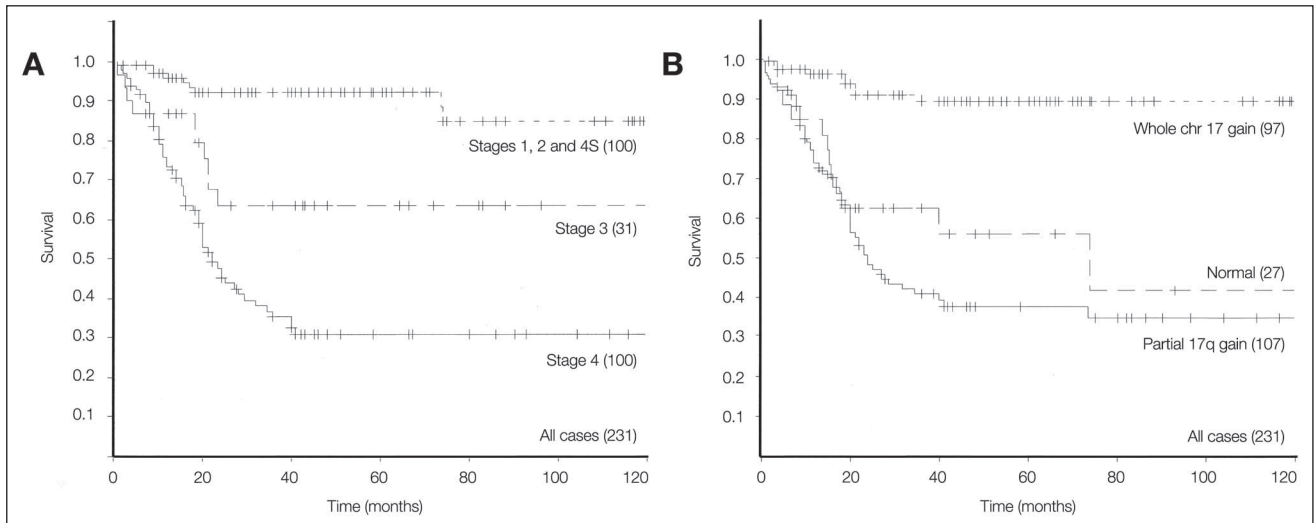 A
1.0
0.9
0.8
0.7
0.6
0.5
0.4
0.3
0.2
0.1
Survival
0
20
40
60
80
100
120
Time (months)
Stages 1, 2 and 4S (100)
Stage 3 (31)
Stage 4 (100)
All cases (231)
B
1.0
0.9
0.8
0.7
0.6
0.5
0.4
0.3
0.2
0.1
Survival
0
20
40
60
80
100
120
Time (months)
Whole chr 17 gain (97)
Normal (27)
Partial 17q gain (107)
All cases (231)